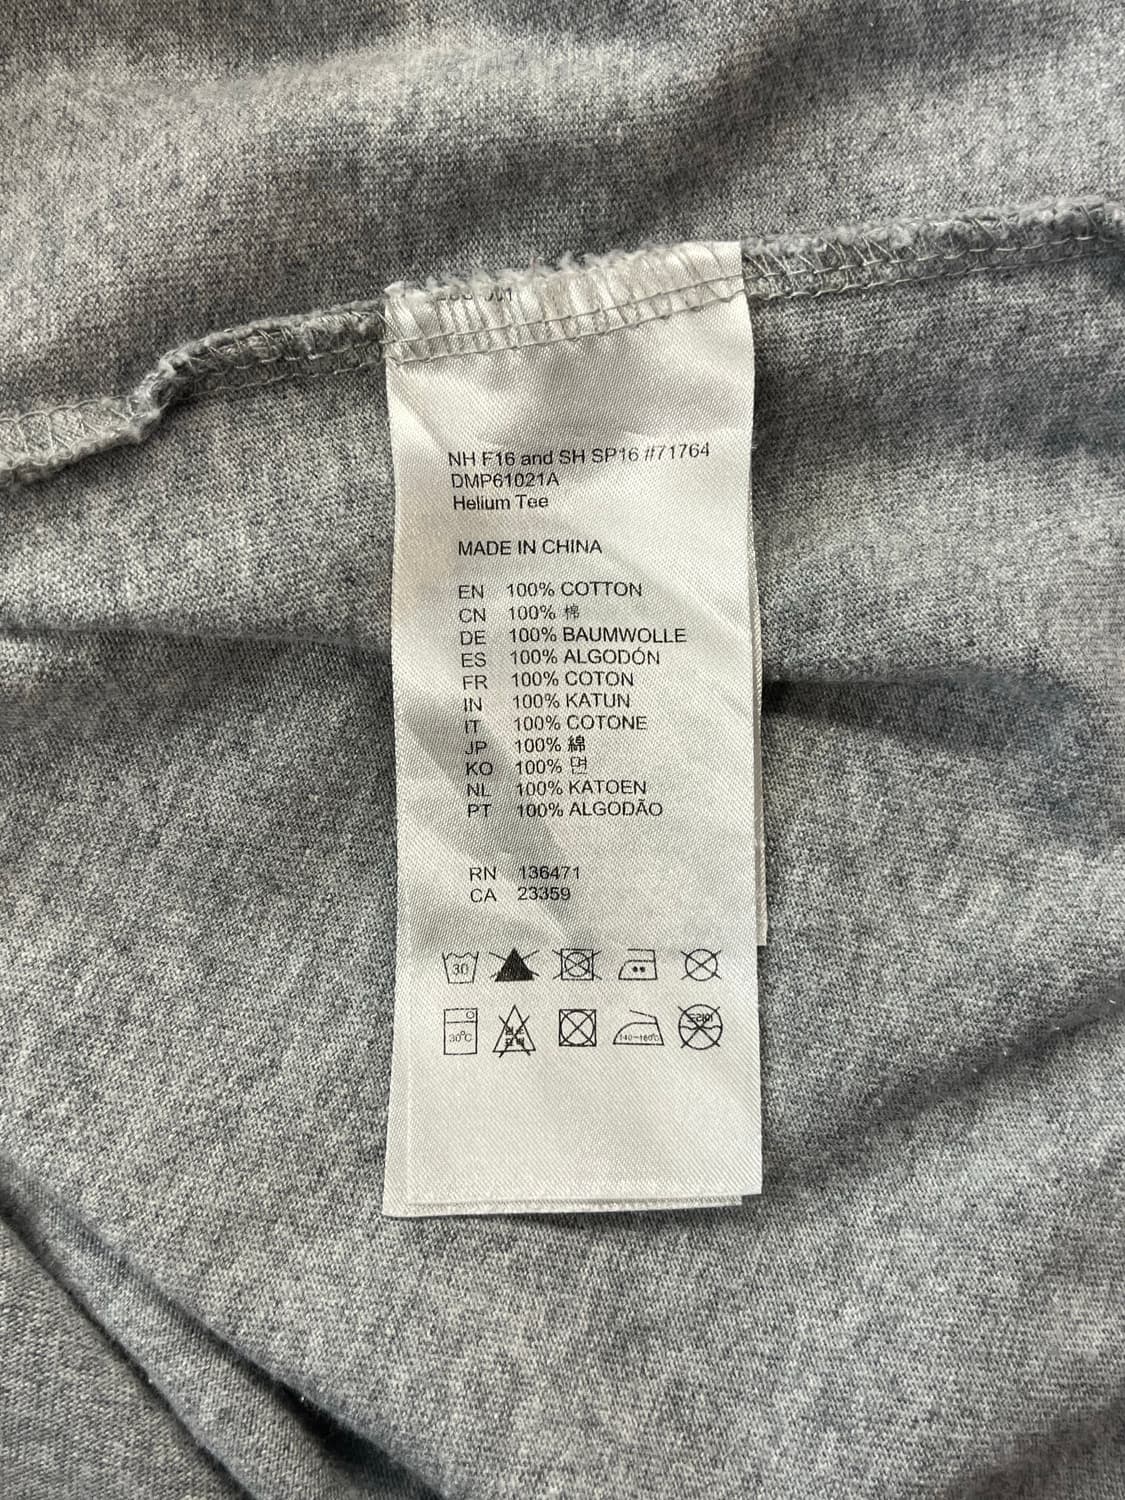 NH F16 and SH SP16 #71764
DMP61021A
Helium Tee
MADE IN CHINA
EN 100% COTTON
CN 100% 棉
DE 100% BAUMWOLLE
ES 100% ALGODÓN
FR 100% COTON
IN 100% KATUN
IT 100% COTONE
JP 100% 綿
KO 100% 면
NL 100% KATOEN
PT 100% ALGODÃO
RN 136471
CA 23359
30
30°C 140~160°C